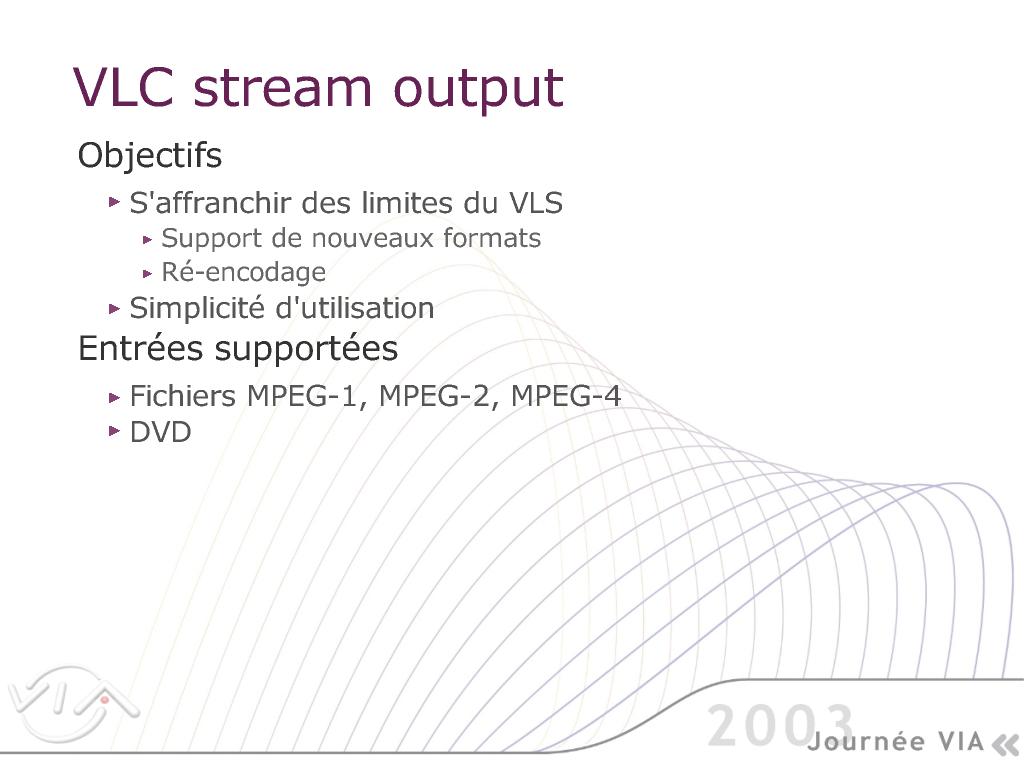 VLC stream output
Objectifs
S'affranchir des limites du VLS
Support de nouveaux formats
Ré-encodage
Simplicité d'utilisation
Entrées supportées
Fichiers MPEG-1, MPEG-2, MPEG-4
DVD
VIA
2003
Journée VIA